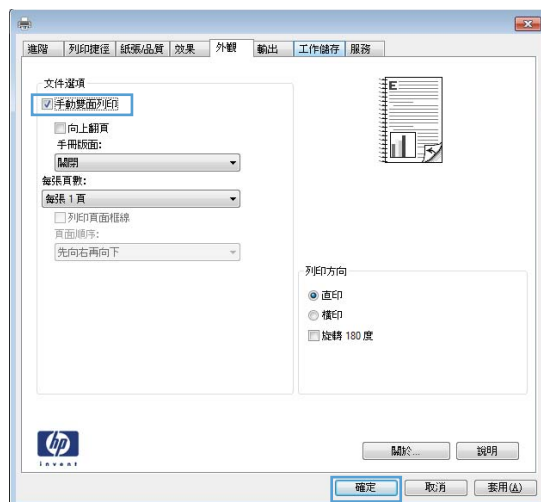 進階 列印捷徑 紙張/品質 效果 外觀 輸出 工作儲存 服務
文件選項
手動雙面列印
向上翻頁
手冊版面:
關閉
每張頁數:
每張 1 頁
列印頁面框線
頁面順序:
先向右再向下
E
列印方向
直印
橫印
旋轉 180 度
hp
invent
關於... 說明
確定 取消 套用(A)